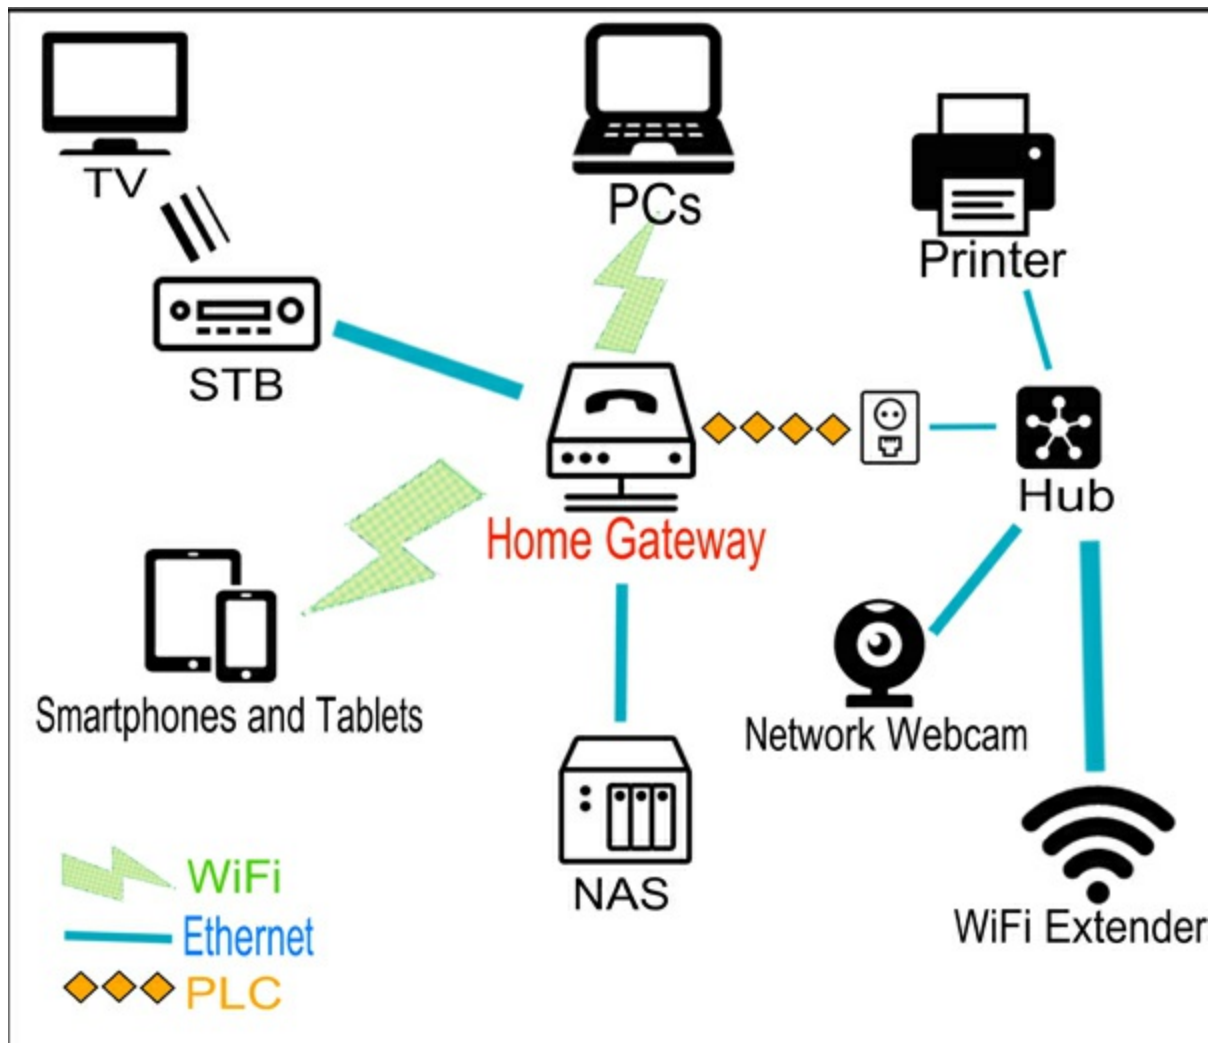 TV
PCs
Printer
STB
Hub
Home Gateway
Smartphones and Tablets
Network Webcam
NAS
WiFi Extender
WiFi
Ethernet
PLC